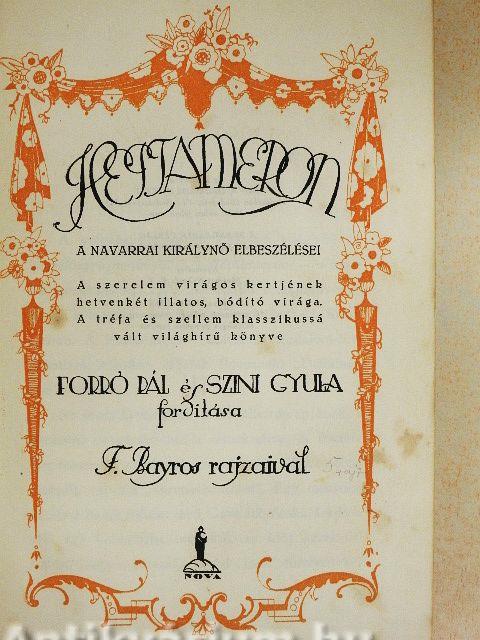 HEPTAMERON
A NAVARRAI KIRÁLYNŐ ELBESZÉLÉSEI
A szerelem virágos kertjének
hetvenkét illatos, bódító virága.
A tréfa és szellem klasszikussá
vált világhírű könyve
FORRÓ PÁL és SZINI GYULA
fordítása
F. Bayros rajzaival
NOVA